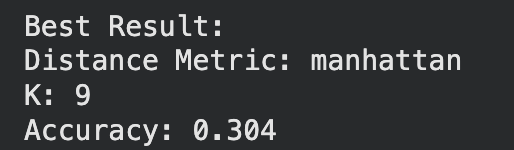 Best Result:
Distance Metric: manhattan
K: 9
Accuracy: 0.304